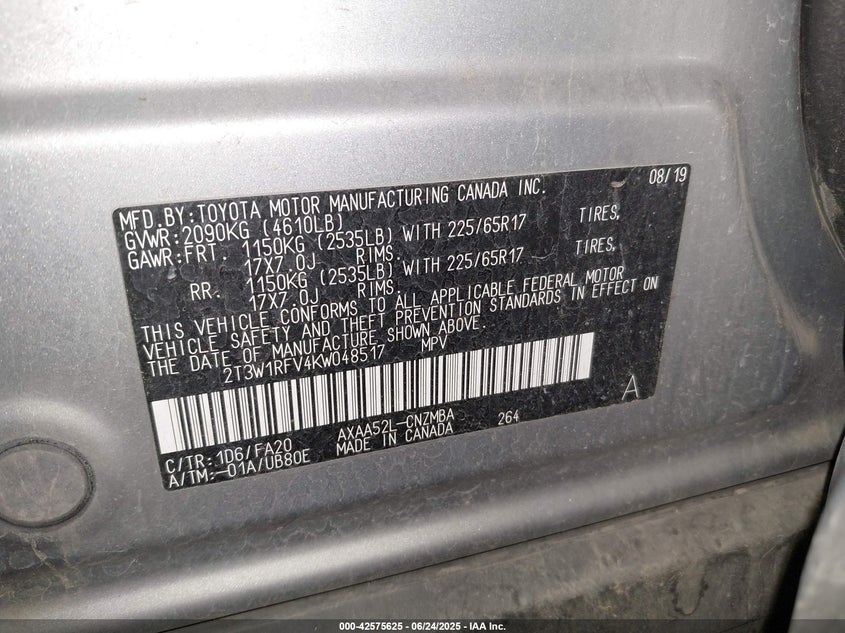 08/19
MFD. BY:TOYOTA MOTOR MANUFACTURING CANADA INC.
GVWR:2090KG (4610LB)
GAWR:FRT. 1150KG (2535LB) WITH 225/65R17 TIRES,
17X7.0J RIMS.
RR. 1150KG (2535LB) WITH 225/65R17 TIRES,
17X7.0J RIMS.
THIS VEHICLE CONFORMS TO ALL APPLICABLE FEDERAL MOTOR
VEHICLE SAFETY AND THEFT PREVENTION STANDARDS IN EFFECT ON
THE DATE OF MANUFACTURE SHOWN ABOVE.
2T3W1RFV4KW048517 MPV
A
C/TR:1D6/FA20 AXAA52L-CNZMBA 264
A/TM:-01A/UB80E MADE IN CANADA
000-42575625 - 06/24/2025 - IAA Inc.